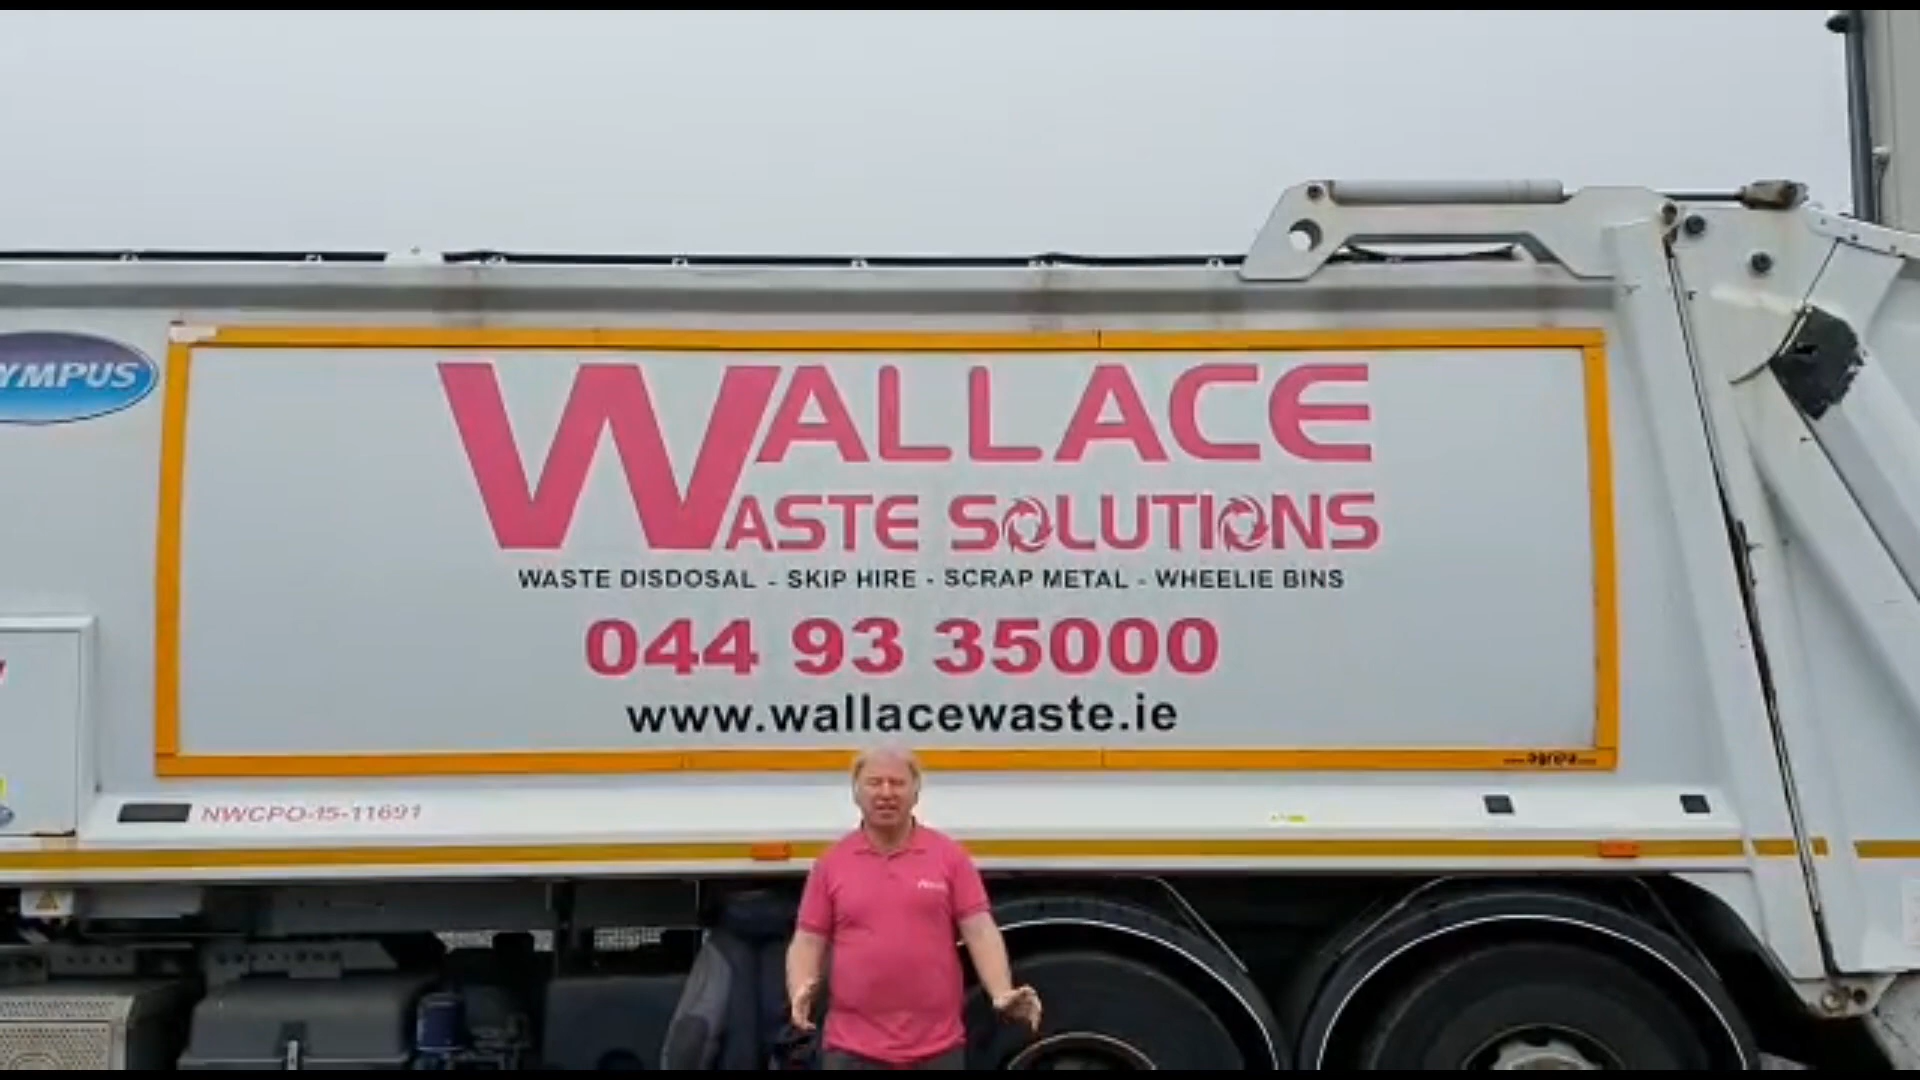 YMPUS
WALLACE
WASTE SOLUTIONS
WASTE DISDOSAL - SKIP HIRE - SCRAP METAL - WHEELIE BINS
044 93 35000
www.wallacewaste.ie
NWCPO-15-11691